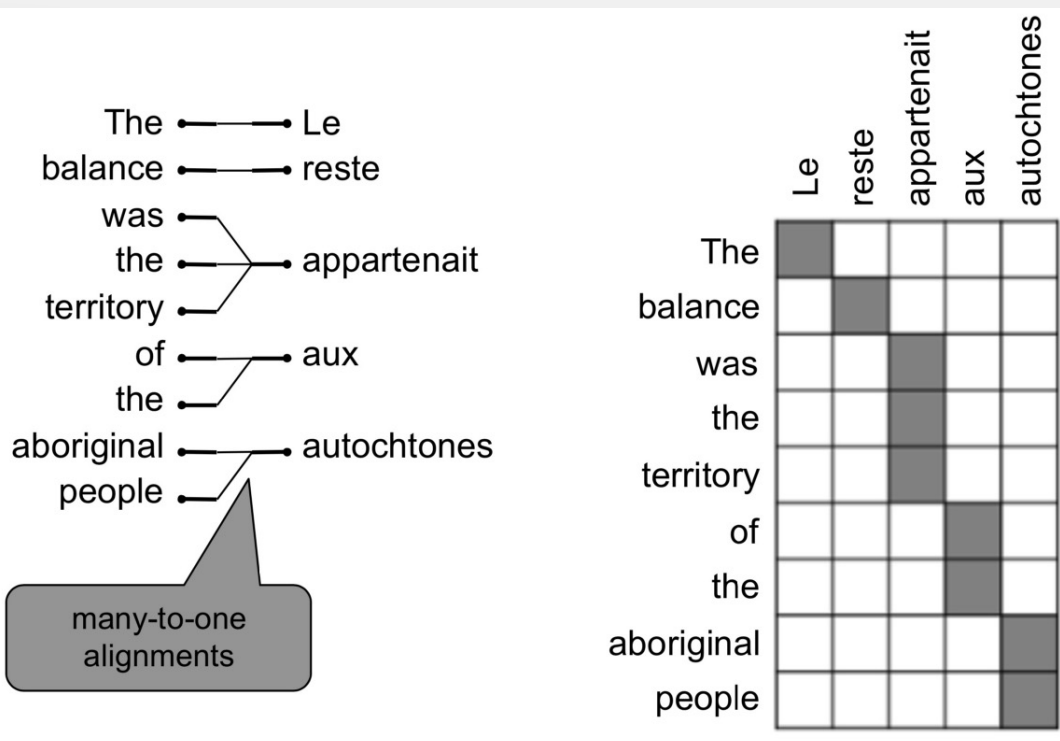 The Le
balance reste
was
the appartenait
territory
of aux
the
aboriginal autochtones
people
many-to-one
alignments
Le reste appartenait aux autochtones
The
balance
was
the
territory
of
the
aboriginal
people